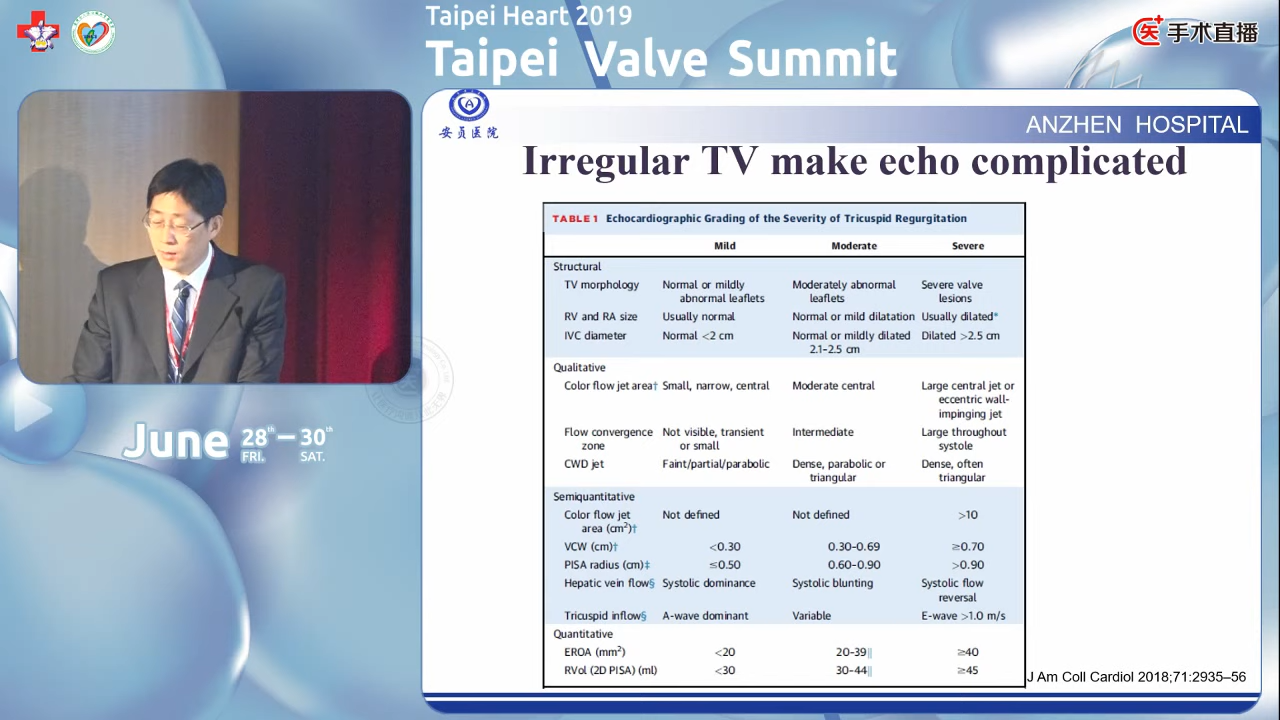 Taipei Heart 2019
Taipei Valve Summit
手术直播
安贞医院
ANZHEN HOSPITAL
Irregular TV make echo complicated
TABLE 1 Echocardiographic Grading of the Severity of Tricuspid Regurgitation
Mild Moderate Severe
Structural
TV morphology Normal or mildly abnormal leaflets Moderately abnormal leaflets Severe valve lesions
RV and RA size Usually normal Normal or mild dilatation Usually dilated*
IVC diameter Normal <2 cm Normal or mildly dilated 2.1-2.5 cm Dilated >2.5 cm
Qualitative
Color flow jet area† Small, narrow, central Moderate central Large central jet or eccentric wall-impinging jet
Flow convergence zone Not visible, transient or small Intermediate Large throughout systole
CWD jet Faint/partial/parabolic Dense, parabolic or triangular Dense, often triangular
Semiquantitative
Color flow jet area (cm²)† Not defined Not defined >10
VCW (cm)† <0.30 0.30-0.69 ≥0.70
PISA radius (cm)‡ ≤0.50 0.60-0.90 >0.90
Hepatic vein flow§ Systolic dominance Systolic blunting Systolic flow reversal
Tricuspid inflow§ A-wave dominant Variable E-wave >1.0 m/s
Quantitative
EROA (mm²) <20 20-39‖ ≥40
RVol (2D PISA) (ml) <30 30-44‖ ≥45
J Am Coll Cardiol 2018;71:2935–56
June 28th — 30th
FRI. SAT.